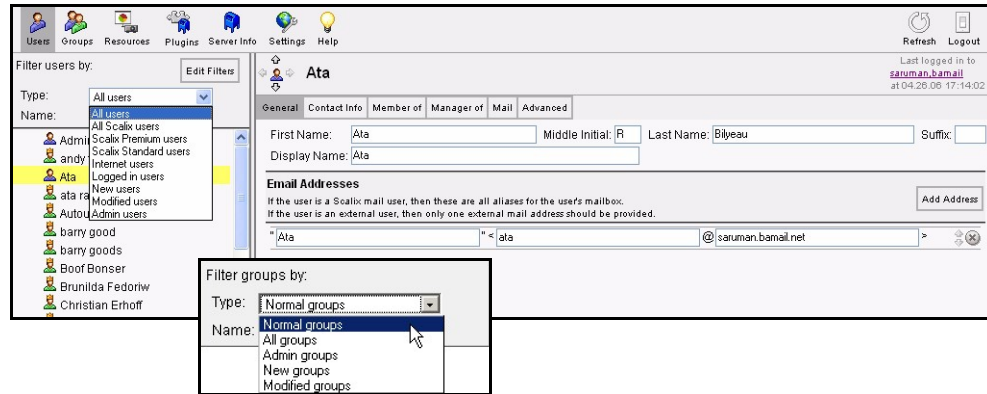 Users Groups Resources Plugins Server Info Settings Help Refresh Logout
Filter users by: Edit Filters
Type: All users
Name:
All users
All Scalix users
Scalix Premium users
Scalix Standard users
Internet users
Logged in users
New users
Modified users
Admin users
Admi
andy
Ata
ata ra
Autou
barry good
barry goods
Boof Bonser
Brunilda Fedoriw
Christian Erhoff
Ata
Last logged in to
saruman.bamail
at 04.26.06 17:14:02
General Contact Info Member of Manager of Mail Advanced
First Name: Ata Middle Initial: R Last Name: Bilyeau Suffix:
Display Name: Ata
Email Addresses
If the user is a Scalix mail user, then these are all aliases for the user's mailbox.
If the user is an external user, then only one external mail address should be provided.
Add Address
"Ata " < ata @ saruman.bamail.net >
Filter groups by:
Type: Normal groups
Name:
Normal groups
All groups
Admin groups
New groups
Modified groups